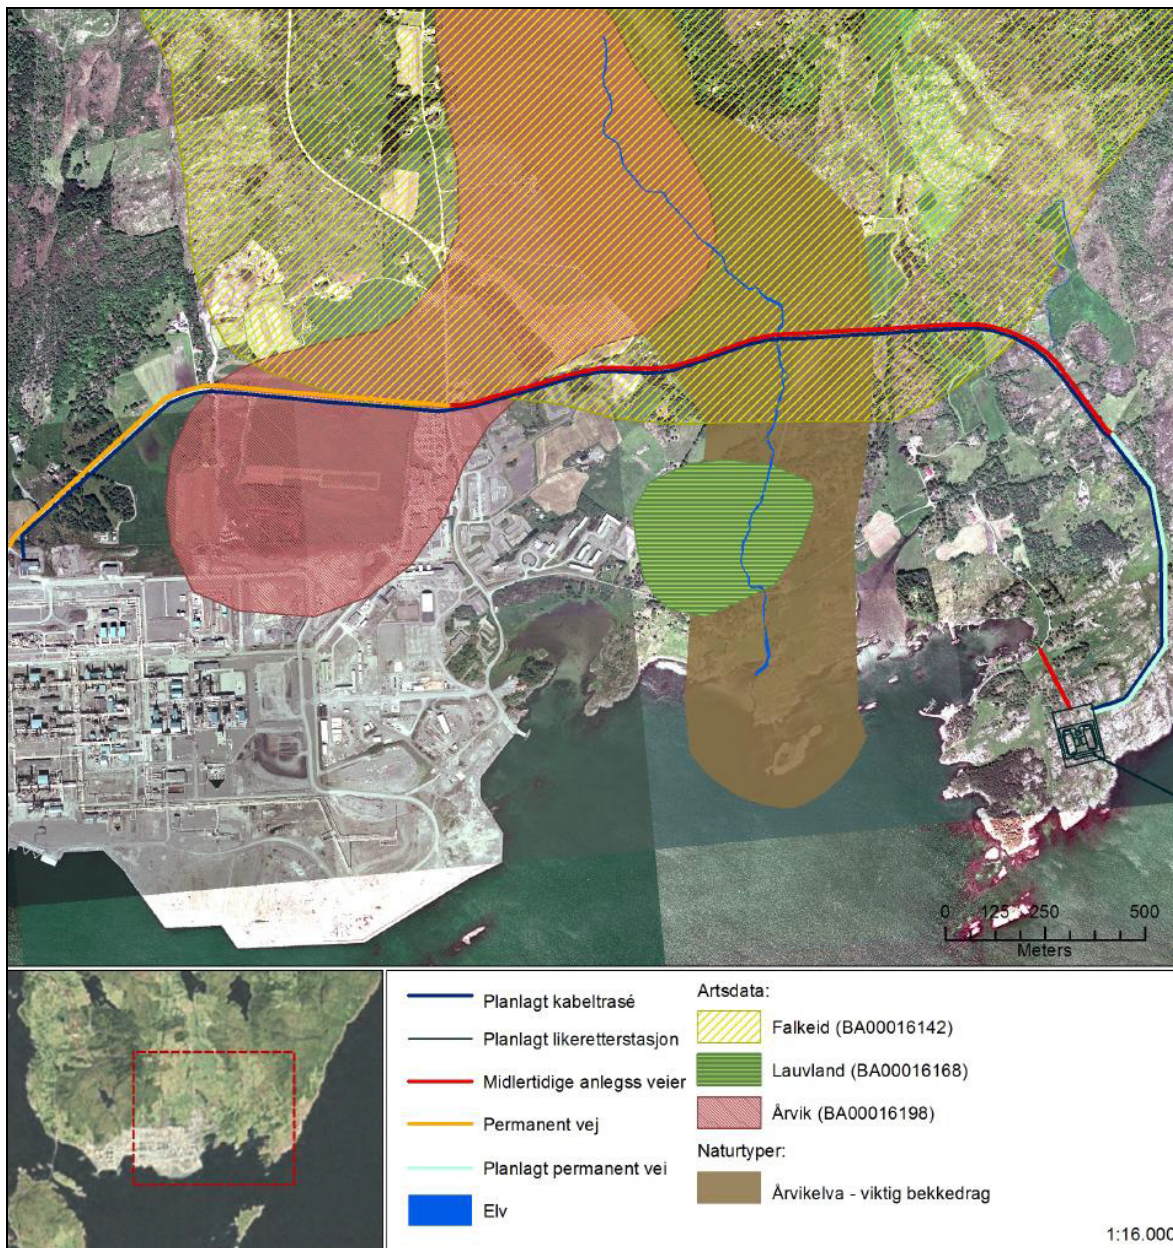 0 125 250 500
Meters
Planlagt kabeltrasé
Planlagt likeretterstasjon
Midlertidige anlegss veier
Permanent vej
Planlagt permanent vei
Elv
Artsdata:
Falkeid (BA00016142)
Lauvland (BA00016168)
Årvik (BA00016198)
Naturtyper:
Årvikelva - viktig bekkedrag
1:16.000